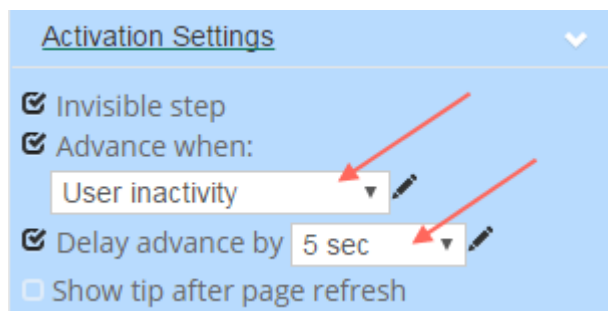 Activation Settings
Invisible step
Advance when:
User inactivity
Delay advance by 5 sec
Show tip after page refresh